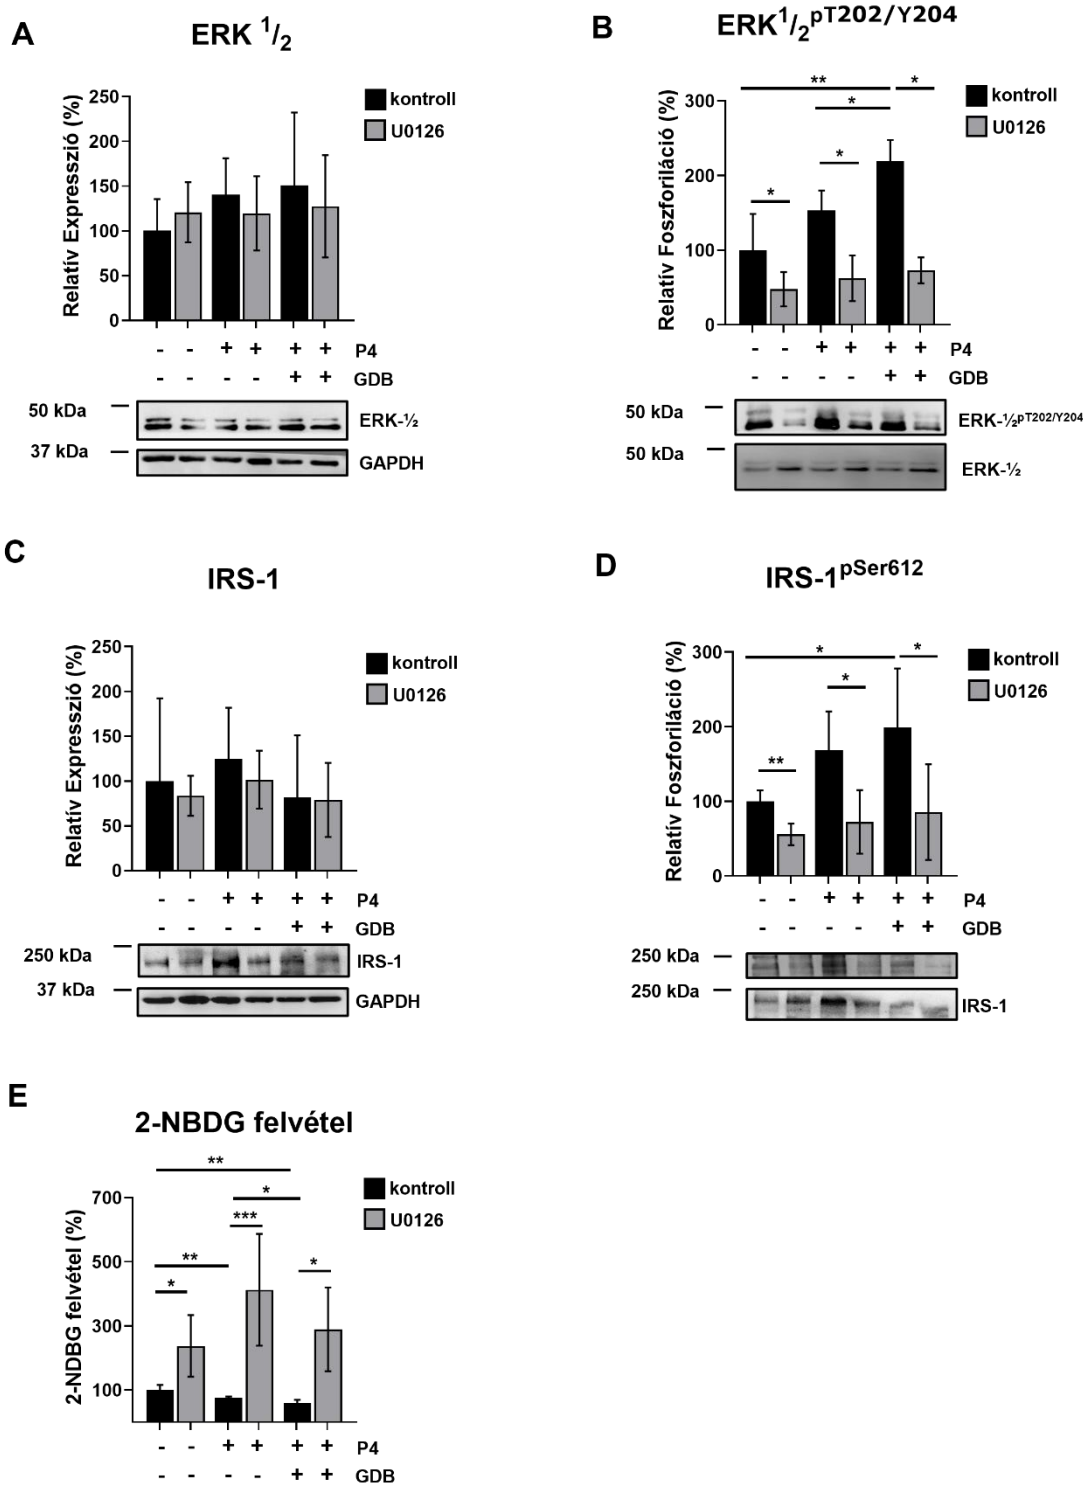 A
ERK 1/2
Relatív Expresszió (%)
250
200
150
100
50
0
kontroll
U0126
- - + + + + P4
- - - - + + GDB
50 kDa
ERK-½
37 kDa
GAPDH
B
ERK1/2pT202/Y204
Relatív Foszforiláció (%)
300
200
100
0
** *
*
*
*
kontroll
U0126
- - + + + + P4
- - - - + + GDB
50 kDa
ERK-½pT202/Y204
50 kDa
ERK-½
C
IRS-1
Relatív Expresszió (%)
250
200
150
100
50
0
kontroll
U0126
- - + + + + P4
- - - - + + GDB
250 kDa
IRS-1
37 kDa
GAPDH
D
IRS-1pSer612
Relatív Foszforiláció (%)
300
200
100
0
* *
*
**
kontroll
U0126
- - + + + + P4
- - - - + + GDB
250 kDa
250 kDa
IRS-1
E
2-NBDG felvétel
2-NDBG felvétel (%)
700
500
300
100
**
*
***
** *
*
kontroll
U0126
- - + + + + P4
- - - - + + GDB